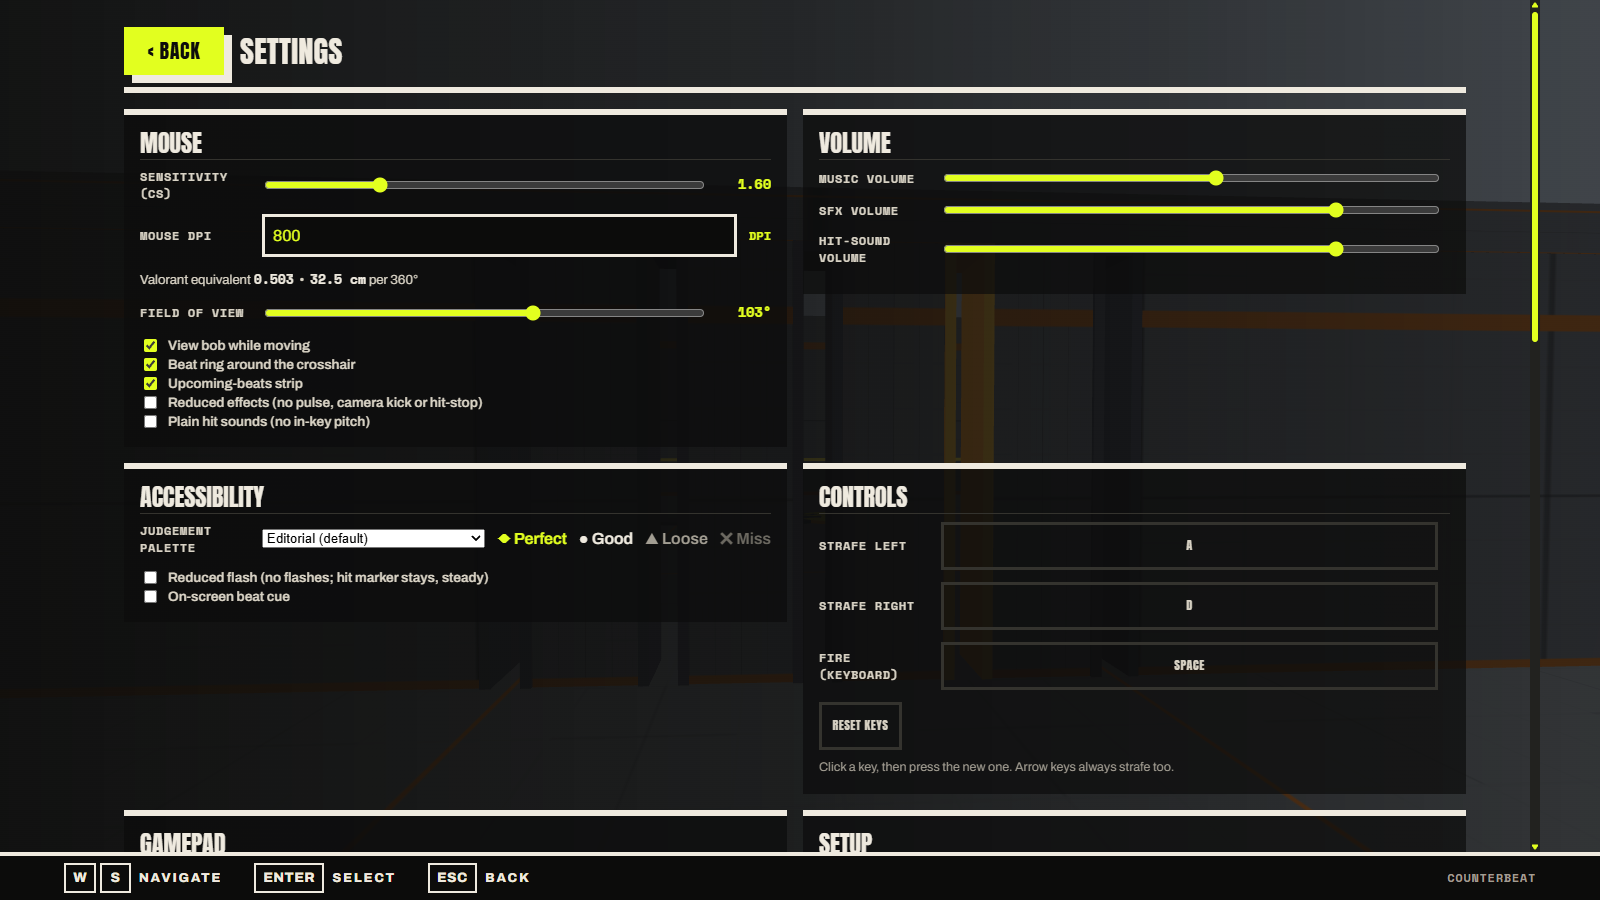 < BACK
SETTINGS
MOUSE
SENSITIVITY (CS)
1.60
MOUSE DPI
800
DPI
Valorant equivalent 0.503 • 32.5 cm per 360°
FIELD OF VIEW
103°
View bob while moving
Beat ring around the crosshair
Upcoming-beats strip
Reduced effects (no pulse, camera kick or hit-stop)
Plain hit sounds (no in-key pitch)
VOLUME
MUSIC VOLUME
SFX VOLUME
HIT-SOUND VOLUME
ACCESSIBILITY
JUDGEMENT PALETTE
Editorial (default)
Perfect Good Loose Miss
Reduced flash (no flashes; hit marker stays, steady)
On-screen beat cue
CONTROLS
STRAFE LEFT
A
STRAFE RIGHT
D
FIRE (KEYBOARD)
SPACE
RESET KEYS
Click a key, then press the new one. Arrow keys always strafe too.
GAMEPAD
SETUP
W S NAVIGATE ENTER SELECT ESC BACK
COUNTERBEAT